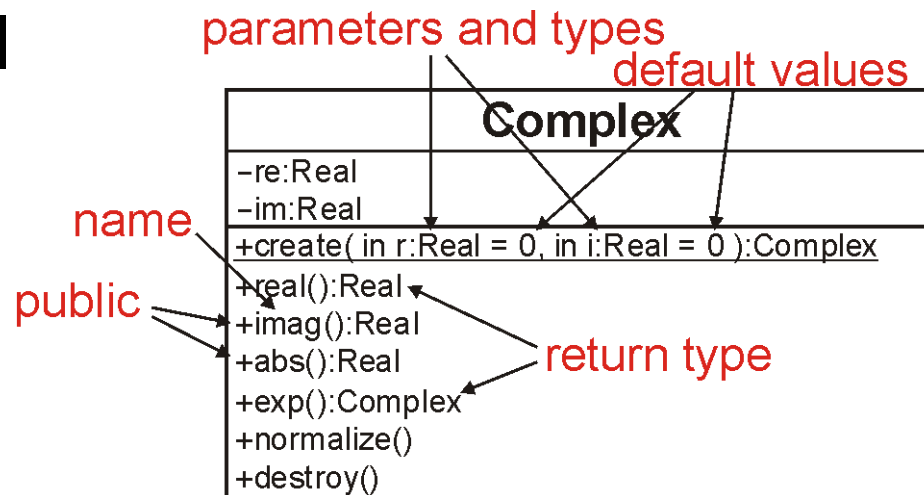 parameters and types
default values
Complex
–re:Real
–im:Real
name
+create( in r:Real = 0, in i:Real = 0 ):Complex
+real():Real
public
+imag():Real
+abs():Real
return type
+exp():Complex
+normalize()
+destroy()